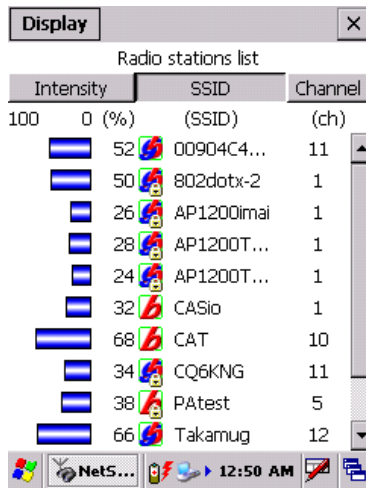 Display
Radio stations list
Intensity SSID Channel
100 0 (%) (SSID) (ch)
52 00904C4... 11
50 802dotx-2 1
26 AP1200imai 1
28 AP1200T... 1
24 AP1200T... 1
32 CASio 1
68 CAT 10
34 CQ6KNG 11
38 PAtest 5
66 Takamug 12
NetS... 12:50 AM